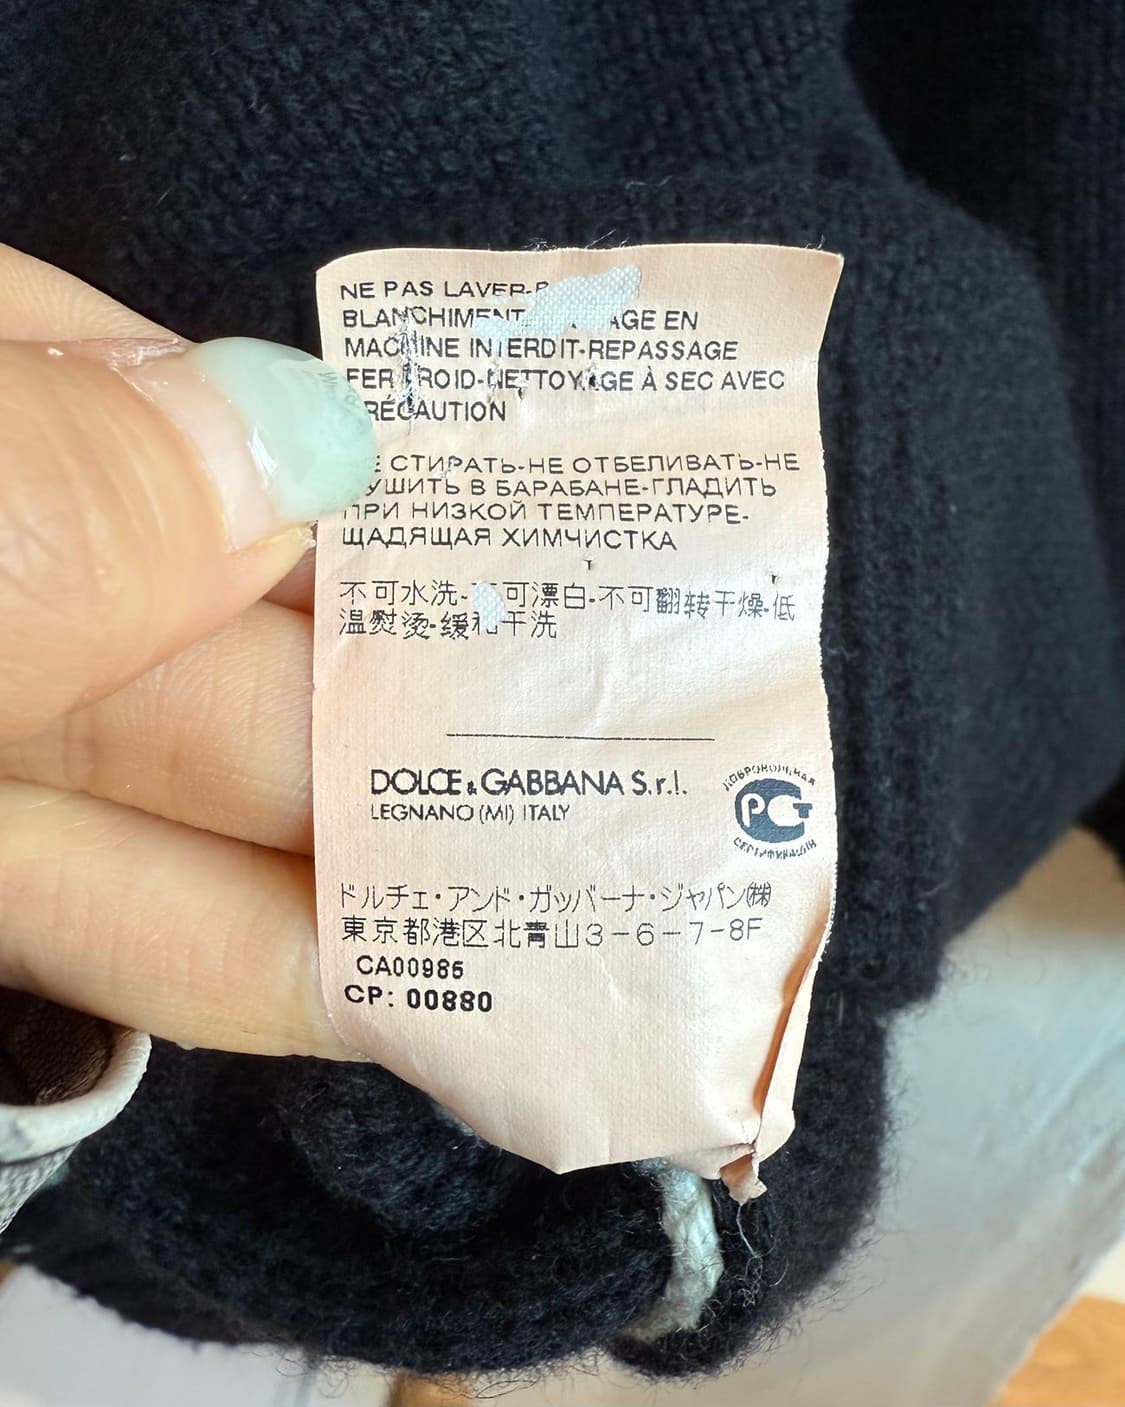 NE PAS LAVER-
BLANCHIMENT EN
MACHINE INTERDIT-REPASSAGE
FER FROID-NETTOYAGE À SEC AVEC
PRÉCAUTION
СТИРАТЬ-НЕ ОТБЕЛИВАТЬ-НЕ
В БАРАБАНЕ-ГЛАДИТЬ
ПРИ НИЗКОЙ ТЕМПЕРАТУРЕ-
ЩАДЯЩАЯ ХИМЧИСТКА
不可水洗-可漂白-不可翻转干燥-低
温熨烫-缓和干洗
DOLCE & GABBANA S.r.l.
LEGNANO (MI) ITALY
ДОБРОВОЛЬНАЯ
РСТ
СЕРТИФИКАЦИЯ
ドルチェ・アンド・ガッバーナ・ジャパン㈱
東京都港区北青山3-6-7-8F
CA00985
CP: 00880